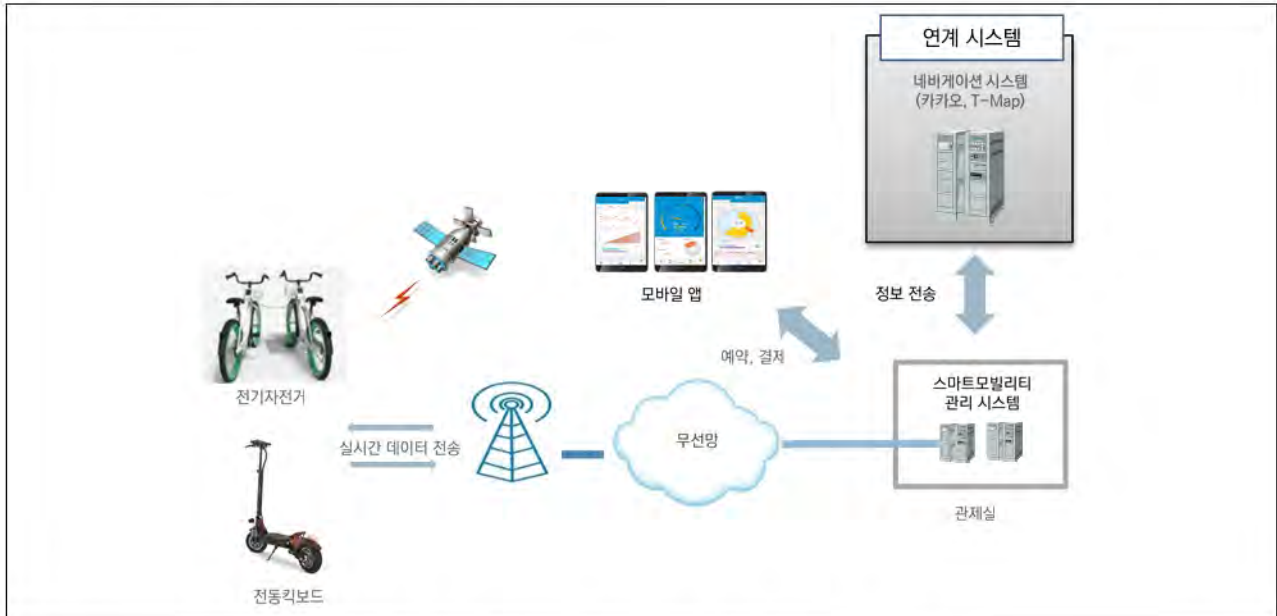 연계 시스템
네비게이션 시스템
(카카오, T-Map)
모바일 앱
정보 전송
예약, 결제
전기자전거
스마트모빌리티
관리 시스템
실시간 데이터 전송
무선망
관제실
전동킥보드